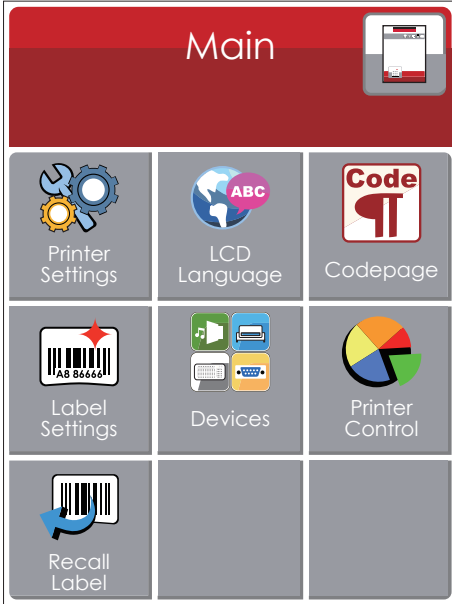 Main
Printer
Settings
LCD
Language
ABC
Code
Codepage
Label
Settings
A8 86666
Devices
Printer
Control
Recall
Label